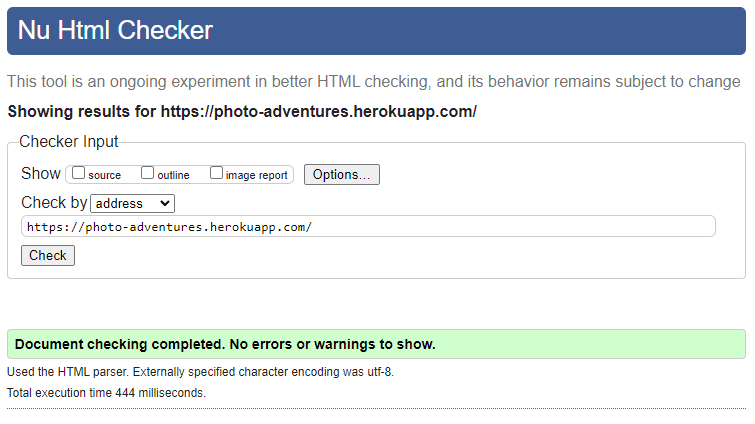 Nu Html Checker
This tool is an ongoing experiment in better HTML checking, and its behavior remains subject to change
Showing results for https://photo-adventures.herokuapp.com/
Checker Input
Show source outline image report Options...
Check by address
https://photo-adventures.herokuapp.com/
Check
Document checking completed. No errors or warnings to show.
Used the HTML parser. Externally specified character encoding was utf-8.
Total execution time 444 milliseconds.